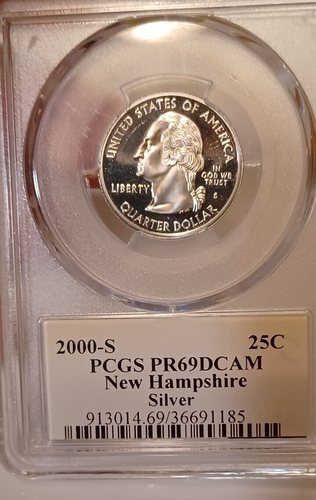 UNITED STATES OF AMERICA
LIBERTY
IN
GOD WE
TRUST
S
QUARTER DOLLAR
2000-S 25C
PCGS PR69DCAM
New Hampshire
Silver
913014.69/36691185